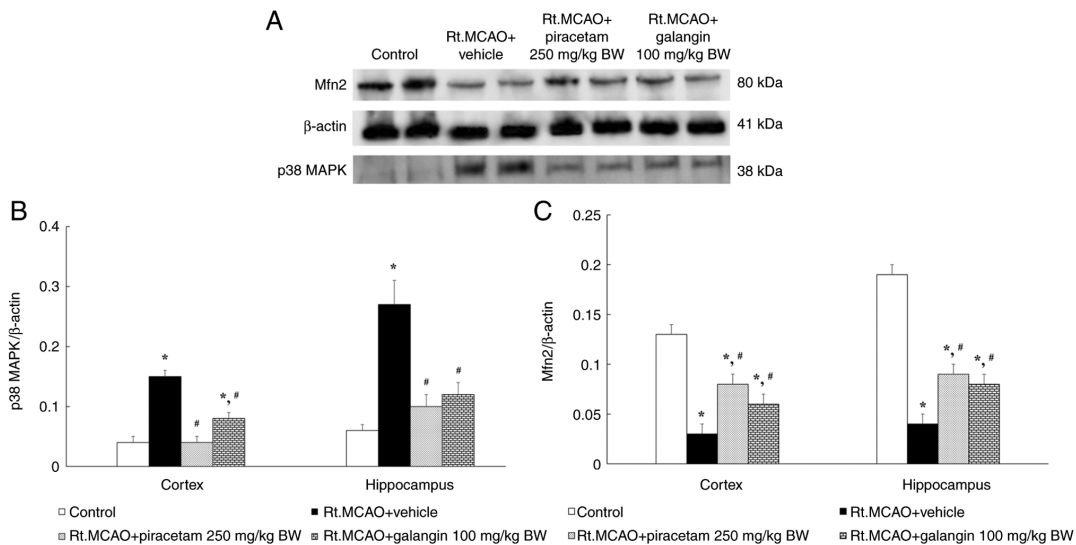 A
Control
Rt.MCAO+
vehicle
Rt.MCAO+
piracetam
250 mg/kg BW
Rt.MCAO+
galangin
100 mg/kg BW
Mfn2
80 kDa
β-actin
41 kDa
p38 MAPK
38 kDa
B
p38 MAPK/β-actin
0.4
0.3
0.2
0.1
0
*
#
*, #
*
#
#
Cortex
Hippocampus
Control
Rt.MCAO+vehicle
Rt.MCAO+piracetam 250 mg/kg BW
Rt.MCAO+galangin 100 mg/kg BW
C
Mfn2/β-actin
0.25
0.2
0.15
0.1
0.05
0
*
*, #
*, #
*
*, #
*, #
Cortex
Hippocampus
Control
Rt.MCAO+vehicle
Rt.MCAO+piracetam 250 mg/kg BW
Rt.MCAO+galangin 100 mg/kg BW